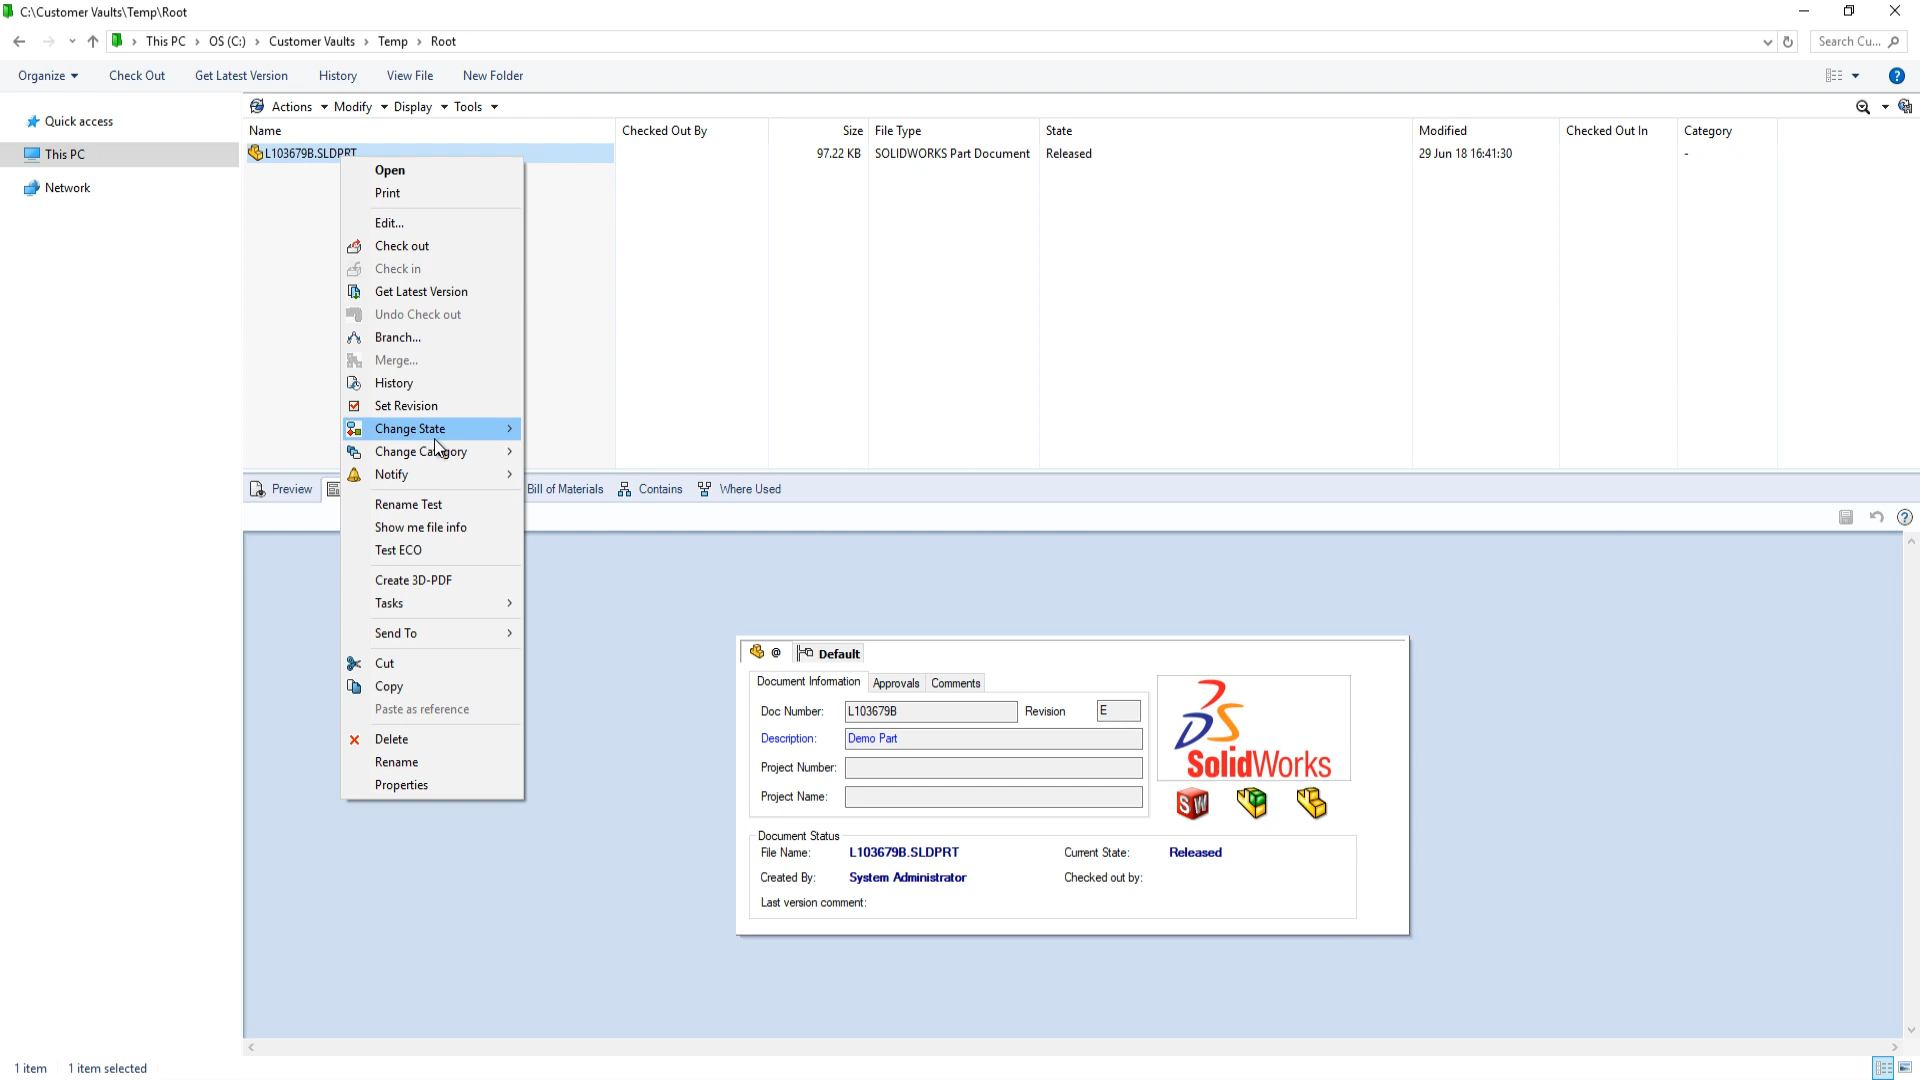 C:\Customer Vaults\Temp\Root
This PC > OS (C:) > Customer Vaults > Temp > Root
Search Cu...
Organize Check Out Get Latest Version History View File New Folder
Quick access
This PC
Network
Actions Modify Display Tools
Name Checked Out By Size File Type State Modified Checked Out In Category
L103679B.SLDPRT 97.22 KB SOLIDWORKS Part Document Released 29 Jun 18 16:41:30 -
Open
Print
Edit...
Check out
Check in
Get Latest Version
Undo Check out
Branch...
Merge...
History
Set Revision
Change State >
Change Category >
Notify >
Rename Test
Show me file info
Test ECO
Create 3D-PDF
Tasks >
Send To >
Cut
Copy
Paste as reference
Delete
Rename
Properties
Preview Bill of Materials Contains Where Used
@ Default
Document Information Approvals Comments
Doc Number: L103679B Revision E
Description: Demo Part
Project Number:
Project Name:
DS
SolidWorks
SW
Document Status
File Name: L103679B.SLDPRT Current State: Released
Created By: System Administrator Checked out by:
Last version comment:
1 item 1 item selected